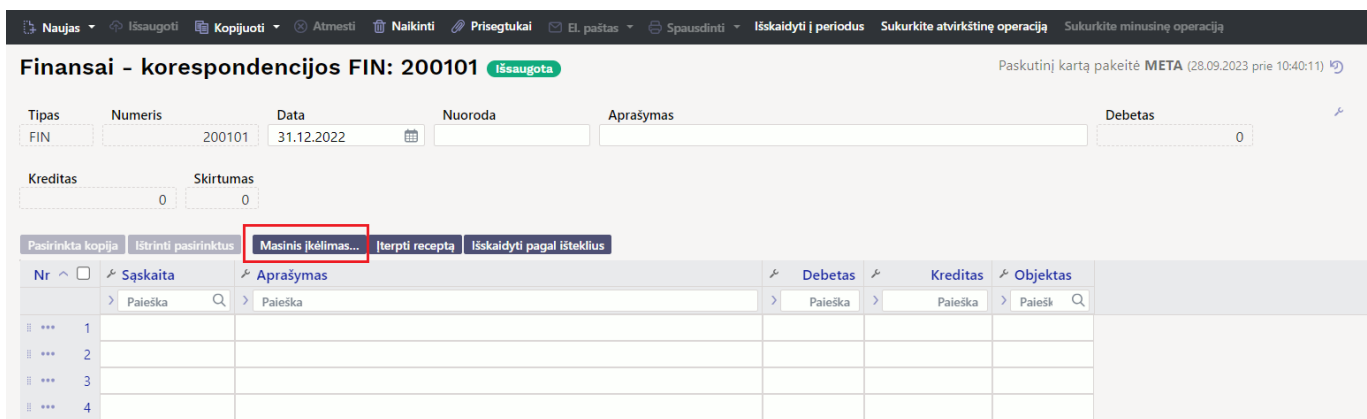 Naujas Išsaugoti Kopijuoti Atmesti Naikinti Prisegtukai El. paštas Spausdinti Išskaidyti į periodus Sukurkite atvirkštinę operaciją Sukurkite minusinę operaciją
Finansai - korespondencijos FIN: 200101 Išsaugota Paskutinį kartą pakeitė META (28.09.2023 prie 10:40:11)
Tipas Numeris Data Nuoroda Aprašymas Debetas
FIN 200101 31.12.2022 0
Kreditas Skirtumas
0 0
Pasirinkta kopija Ištrinti pasirinktus Masinis įkėlimas... Įterpti receptą Išskaidyti pagal išteklius
Nr Sąskaita Aprašymas Debetas Kreditas Objektas
Paieška Paieška Paieška Paieška Paiešk
1
2
3
4